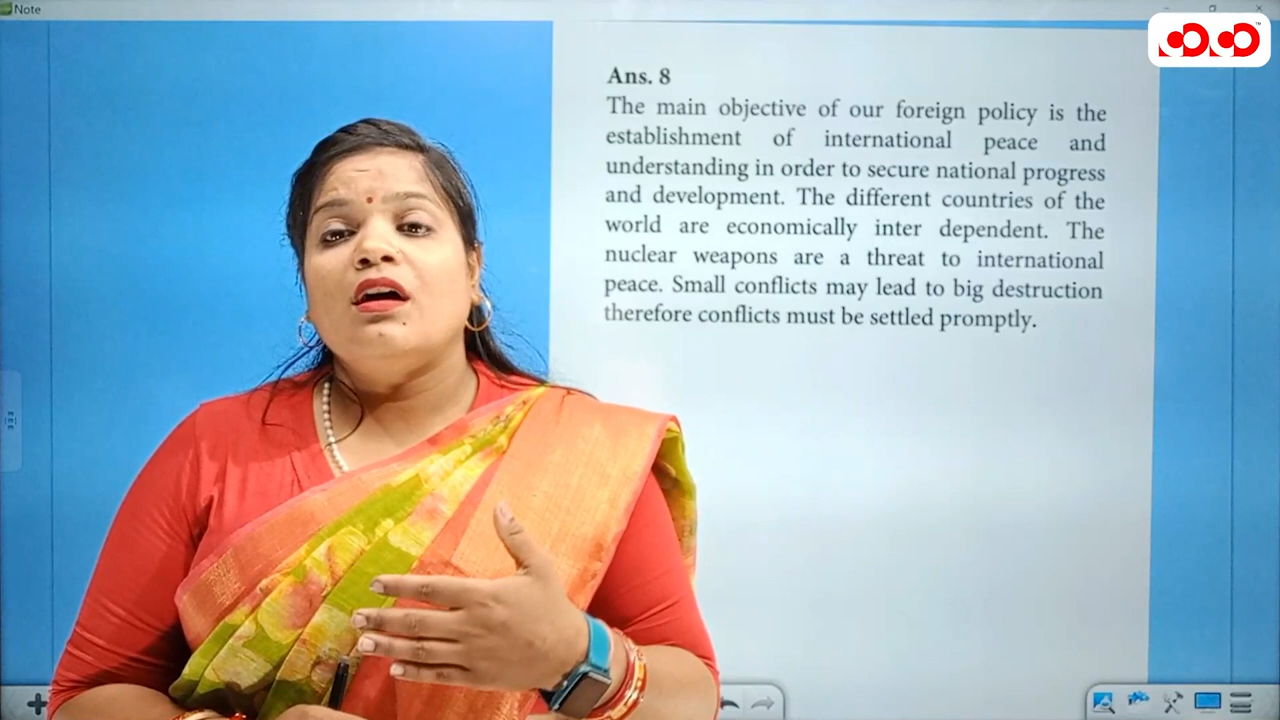 Note
Ans. 8
The main objective of our foreign policy is the
establishment of international peace and
understanding in order to secure national progress
and development. The different countries of the
world are economically inter dependent. The
nuclear weapons are a threat to international
peace. Small conflicts may lead to big destruction
therefore conflicts must be settled promptly.